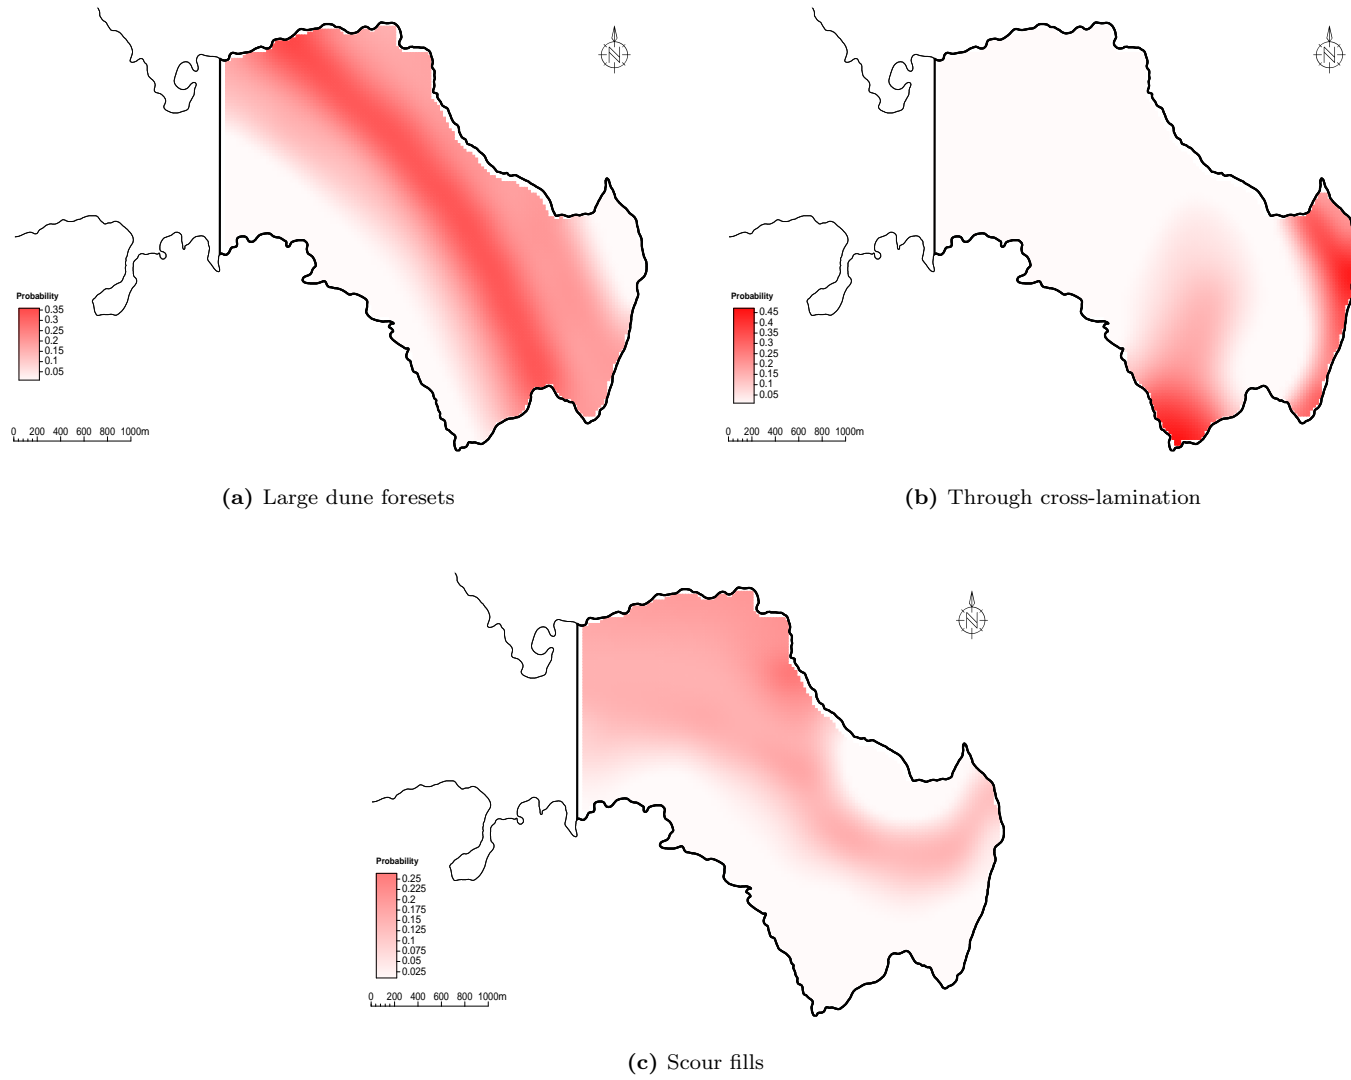 N
N
Probability
0.35
0.3
0.25
0.2
0.15
0.1
0.05
0 200 400 600 800 1000m
Probability
0.45
0.4
0.35
0.3
0.25
0.2
0.15
0.1
0.05
0 200 400 600 800 1000m
(a) Large dune foresets
(b) Through cross-lamination
N
Probability
0.25
0.225
0.2
0.175
0.15
0.125
0.1
0.075
0.05
0.025
0 200 400 600 800 1000m
(c) Scour fills